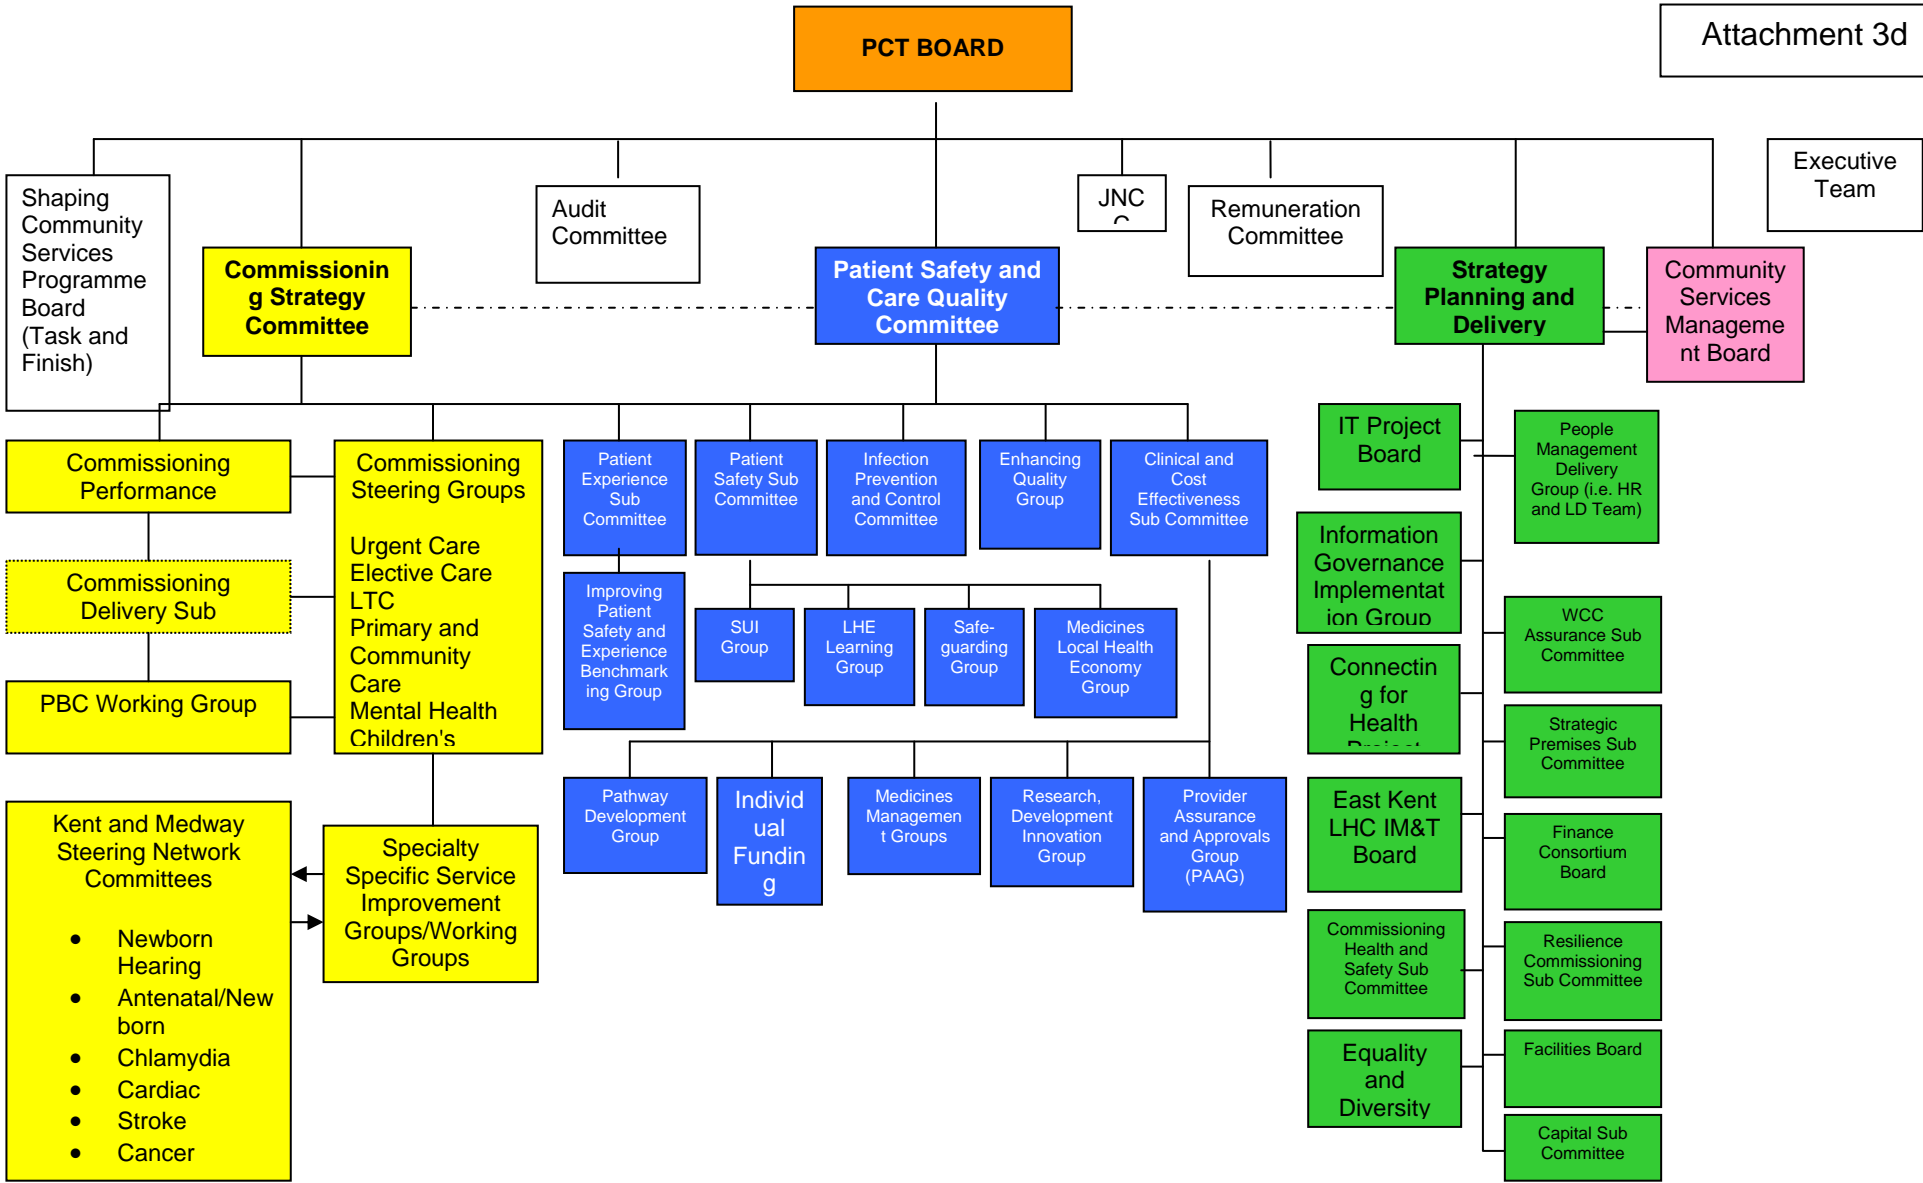 PCT BOARD
Attachment 3d
Shaping
Community
Services
Programme
Board
(Task and
Finish)
Commissionin
g Strategy
Committee
Audit
Committee
Patient Safety and
Care Quality
Committee
JNC
C
Remuneration
Committee
Strategy
Planning and
Delivery
Community
Services
Manageme
nt Board
Executive
Team
Commissioning
Performance
Commissioning
Delivery Sub
PBC Working Group
Commissioning
Steering Groups
Urgent Care
Elective Care
LTC
Primary and
Community
Care
Mental Health
Children's
Kent and Medway
Steering Network
Committees
• Newborn
Hearing
• Antenatal/New
born
• Chlamydia
• Cardiac
• Stroke
• Cancer
Specialty
Specific Service
Improvement
Groups/Working
Groups
Patient
Experience
Sub
Committee
Patient
Safety Sub
Committee
Infection
Prevention
and Control
Committee
Enhancing
Quality
Group
Clinical and
Cost
Effectiveness
Sub Committee
Improving
Patient
Safety and
Experience
Benchmark
ing Group
SUI
Group
LHE
Learning
Group
Safe-
guarding
Group
Medicines
Local Health
Economy
Group
Pathway
Development
Group
Individ
ual
Fundin
g
Medicines
Managemen
t Groups
Research,
Development
Innovation
Group
Provider
Assurance
and Approvals
Group
(PAAG)
IT Project
Board
People
Management
Delivery
Group (i.e. HR
and LD Team)
Information
Governance
Implementat
ion Group
WCC
Assurance Sub
Committee
Connectin
g for
Health
Project
Strategic
Premises Sub
Committee
East Kent
LHC IM&T
Board
Finance
Consortium
Board
Commissioning
Health and
Safety Sub
Committee
Resilience
Commissioning
Sub Committee
Equality
and
Diversity
Facilities Board
Capital Sub
Committee